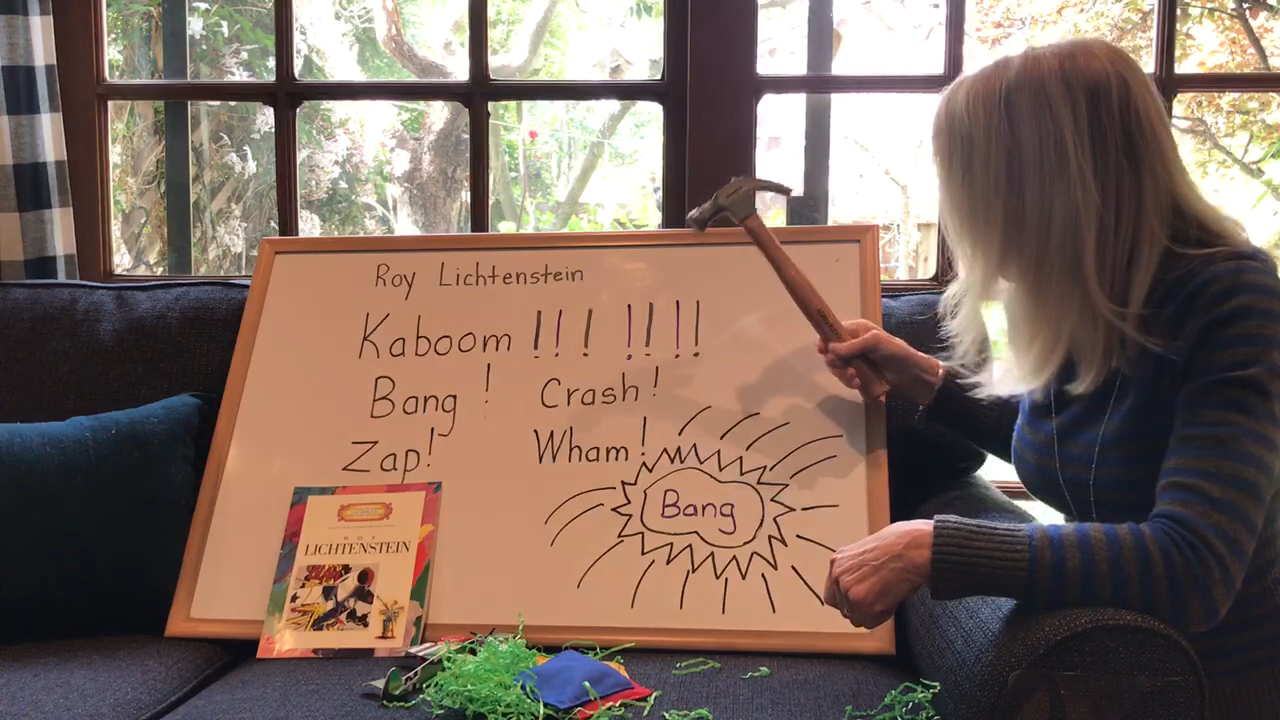 Roy Lichtenstein
Kaboom !!! !!!!
Bang! Crash!
Zap! Wham!
Bang
ROY
LICHTENSTEIN